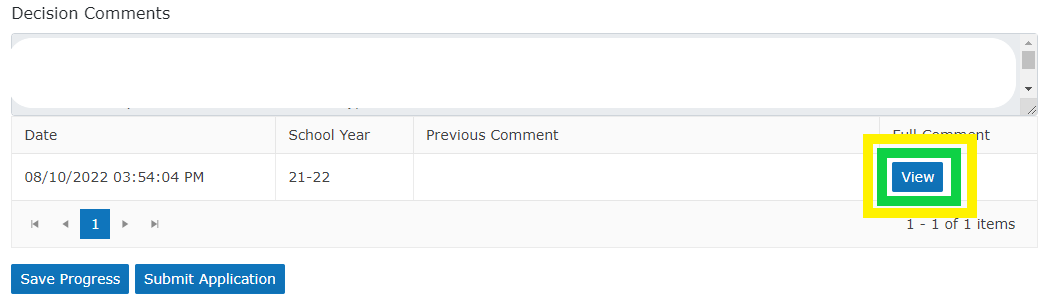 Decision Comments
Date School Year Previous Comment Full Comment
08/10/2022 03:54:04 PM 21-22 View
1 1 - 1 of 1 items
Save Progress Submit Application